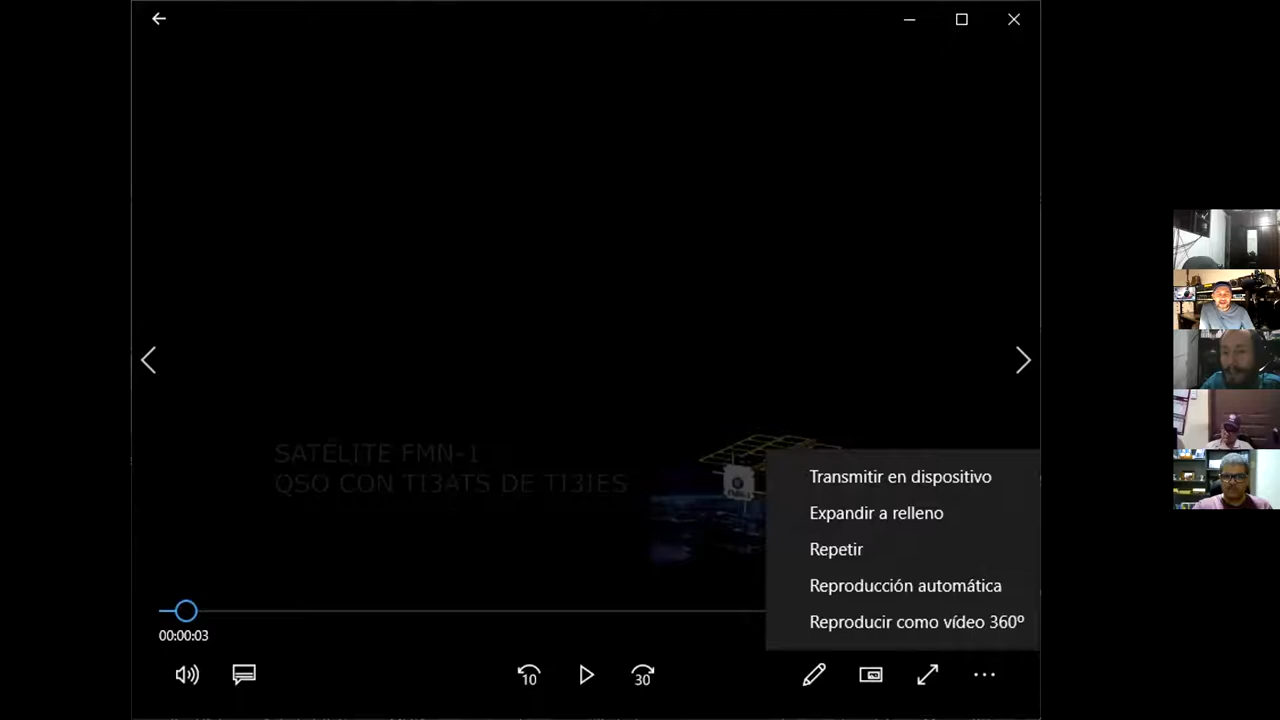 SATÉLITE FMN-1
QSO CON TI3ATS DE TI3IES
Transmitir en dispositivo
Expandir a relleno
Repetir
Reproducción automática
Reproducir como vídeo 360º
00:00:03
10
30